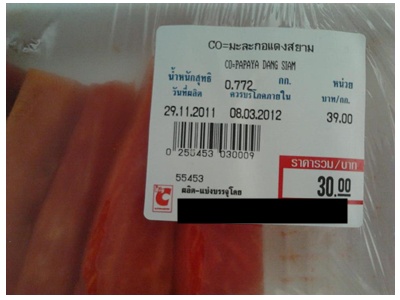 CO=มะละกอแดงสยาม
CO=PAPAYA DANG SIAM
น้ำหนักสุทธิ 0.772 กก. หน่วย
วันที่ผลิต ควรบริโภคภายใน บาท/กก.
29.11.2011 08.03.2012 39.00
0 255453 030009
ราคารวม/บาท
55453
30.00
ผลิต-แบ่งบรรจุโดย